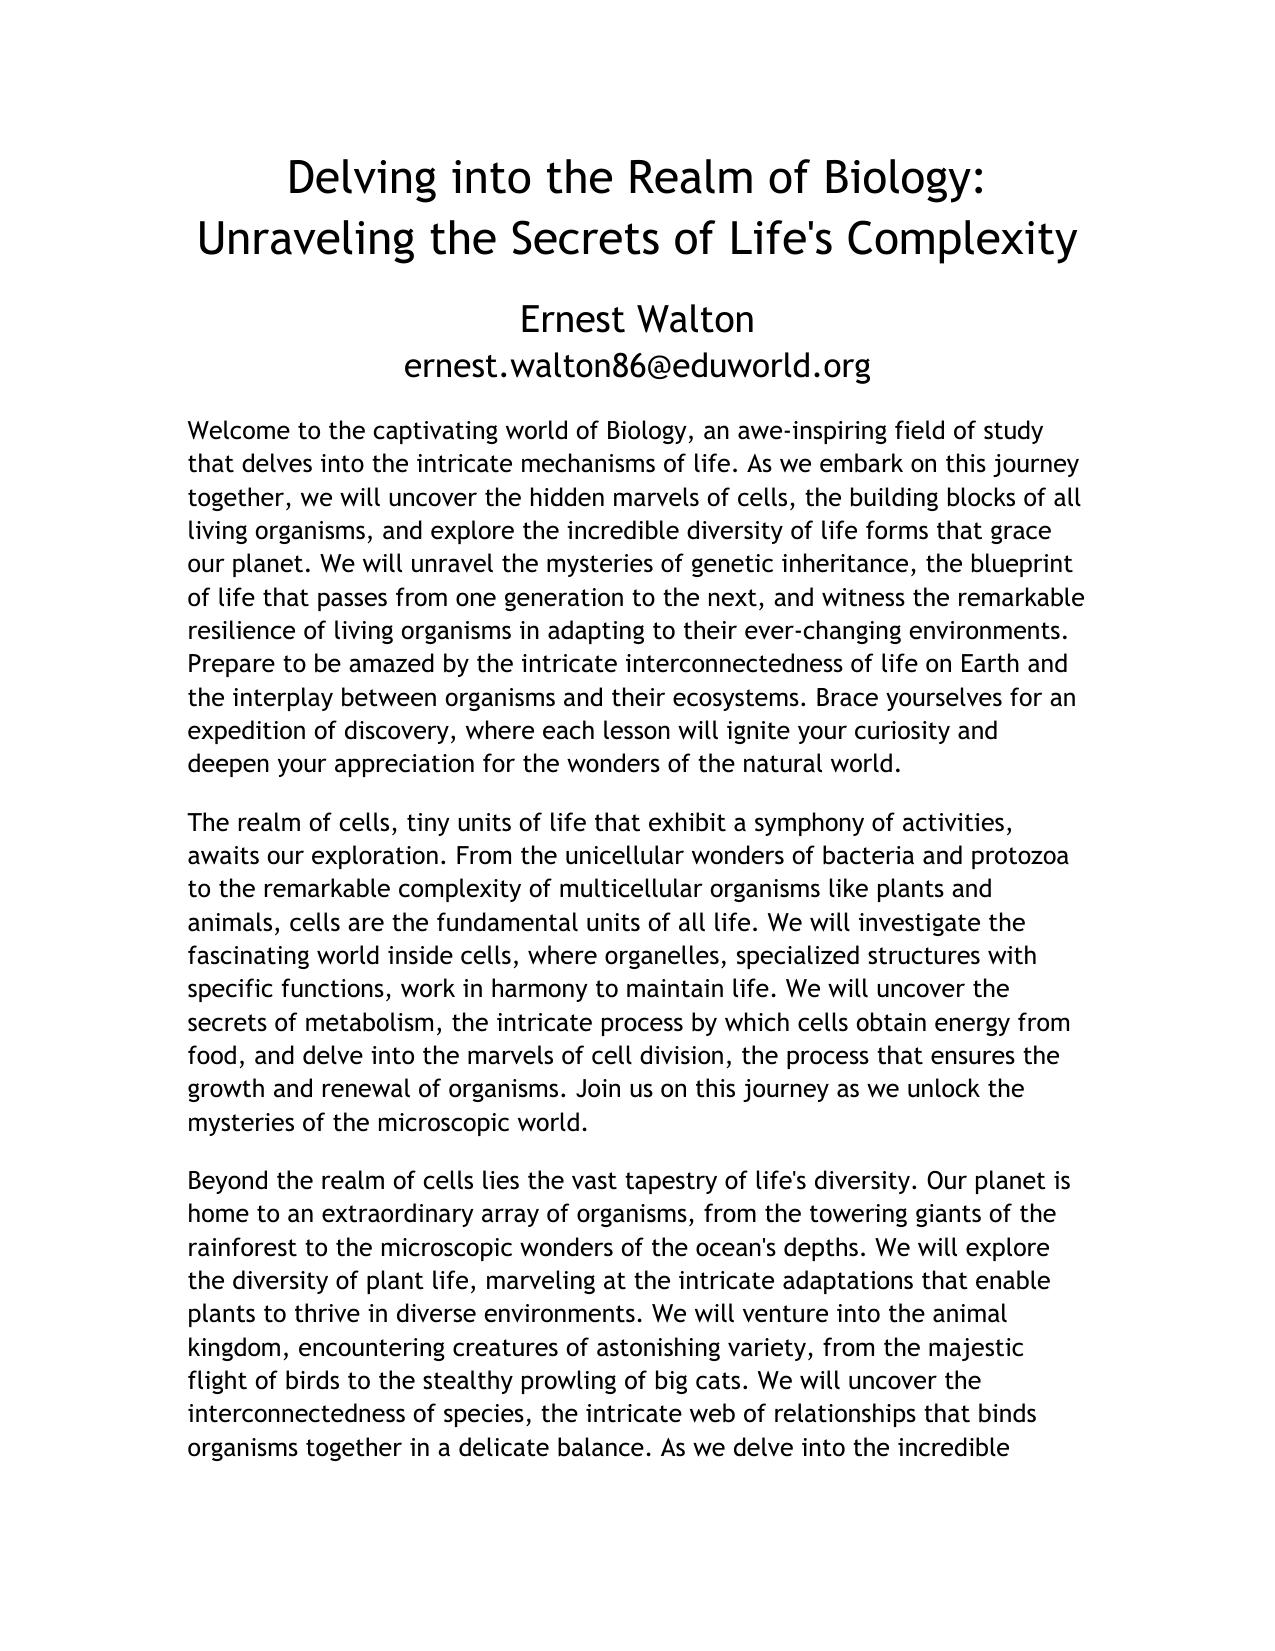 Delving into the Realm of Biology:
Unraveling the Secrets of Life's Complexity
Ernest Walton
ernest.walton86@eduworld.org
Welcome to the captivating world of Biology, an awe-inspiring field of study
that delves into the intricate mechanisms of life. As we embark on this journey
together, we will uncover the hidden marvels of cells, the building blocks of all
living organisms, and explore the incredible diversity of life forms that grace
our planet. We will unravel the mysteries of genetic inheritance, the blueprint
of life that passes from one generation to the next, and witness the remarkable
resilience of living organisms in adapting to their ever-changing environments.
Prepare to be amazed by the intricate interconnectedness of life on Earth and
the interplay between organisms and their ecosystems. Brace yourselves for an
expedition of discovery, where each lesson will ignite your curiosity and
deepen your appreciation for the wonders of the natural world.
The realm of cells, tiny units of life that exhibit a symphony of activities,
awaits our exploration. From the unicellular wonders of bacteria and protozoa
to the remarkable complexity of multicellular organisms like plants and
animals, cells are the fundamental units of all life. We will investigate the
fascinating world inside cells, where organelles, specialized structures with
specific functions, work in harmony to maintain life. We will uncover the
secrets of metabolism, the intricate process by which cells obtain energy from
food, and delve into the marvels of cell division, the process that ensures the
growth and renewal of organisms. Join us on this journey as we unlock the
mysteries of the microscopic world.
Beyond the realm of cells lies the vast tapestry of life's diversity. Our planet is
home to an extraordinary array of organisms, from the towering giants of the
rainforest to the microscopic wonders of the ocean's depths. We will explore
the diversity of plant life, marveling at the intricate adaptations that enable
plants to thrive in diverse environments. We will venture into the animal
kingdom, encountering creatures of astonishing variety, from the majestic
flight of birds to the stealthy prowling of big cats. We will uncover the
interconnectedness of species, the intricate web of relationships that binds
organisms together in a delicate balance. As we delve into the incredible